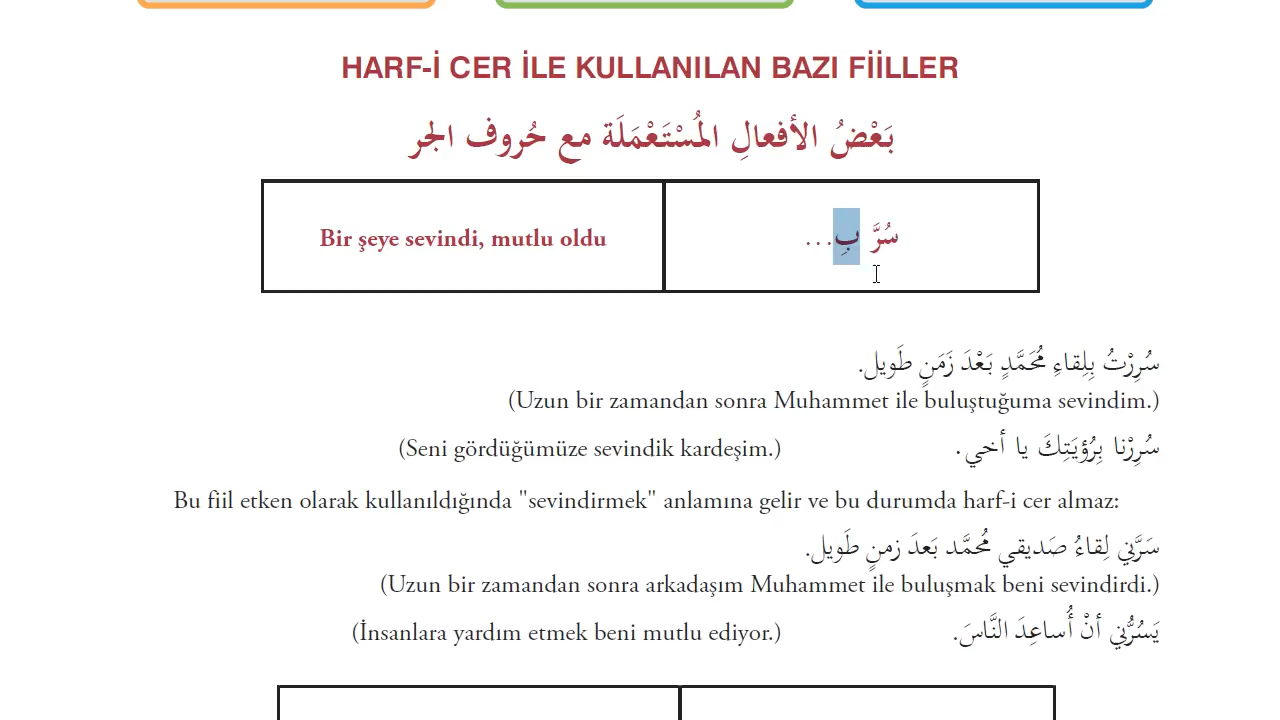 HARF-İ CER İLE KULLANILAN BAZI FİİLLER
بَعْضُ الأفعالِ المُسْتَعْمَلَة مع حُروف الجر
Bir şeye sevindi, mutlu oldu
سُرَّ بِ...
سُرِرْتُ بِلِقاءِ مُحَمَّدٍ بَعْدَ زَمَنٍ طَويل.
(Uzun bir zamandan sonra Muhammet ile buluştuğuma sevindim.)
سُرِرْنا بِرُؤيَتِكَ يا أخي.
(Seni gördüğümüze sevindik kardeşim.)
Bu fiil etken olarak kullanıldığında "sevindirmek" anlamına gelir ve bu durumda harf-i cer almaz:
سَرَّني لِقاءُ صَديقي مُحمَّد بَعدَ زمنٍ طَويل.
(Uzun bir zamandan sonra arkadaşım Muhammet ile buluşmak beni sevindirdi.)
يَسُرُّني أنْ أُساعِدَ النَّاسَ.
(İnsanlara yardım etmek beni mutlu ediyor.)